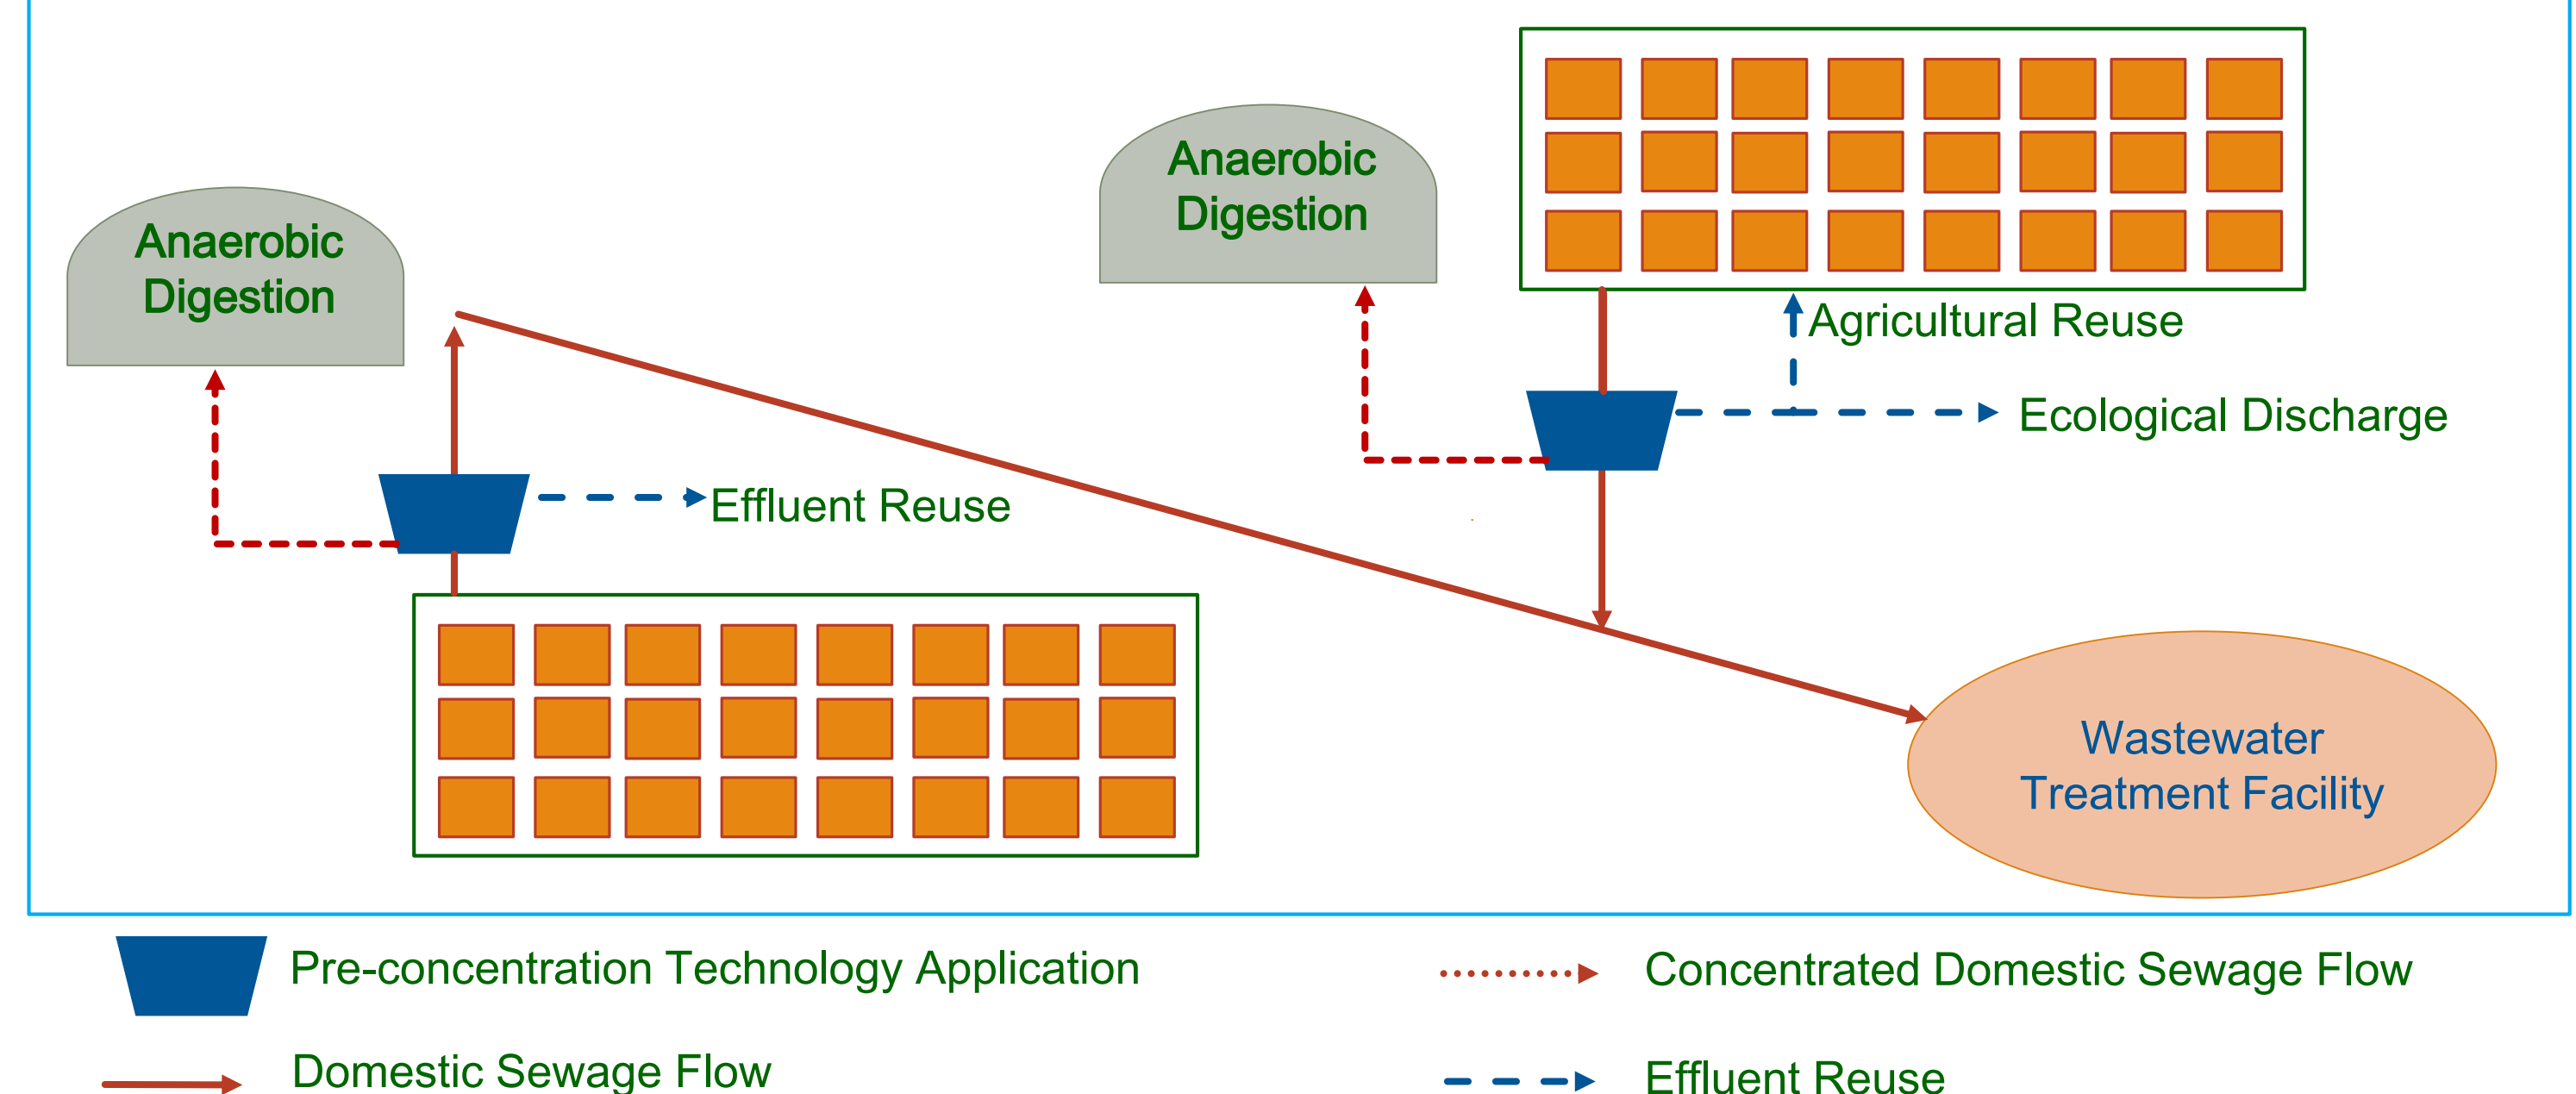 Anaerobic
Digestion
Anaerobic
Digestion
Agricultural Reuse
Ecological Discharge
Effluent Reuse
Wastewater
Treatment Facility
Pre-concentration Technology Application
Concentrated Domestic Sewage Flow
Domestic Sewage Flow
Effluent Reuse